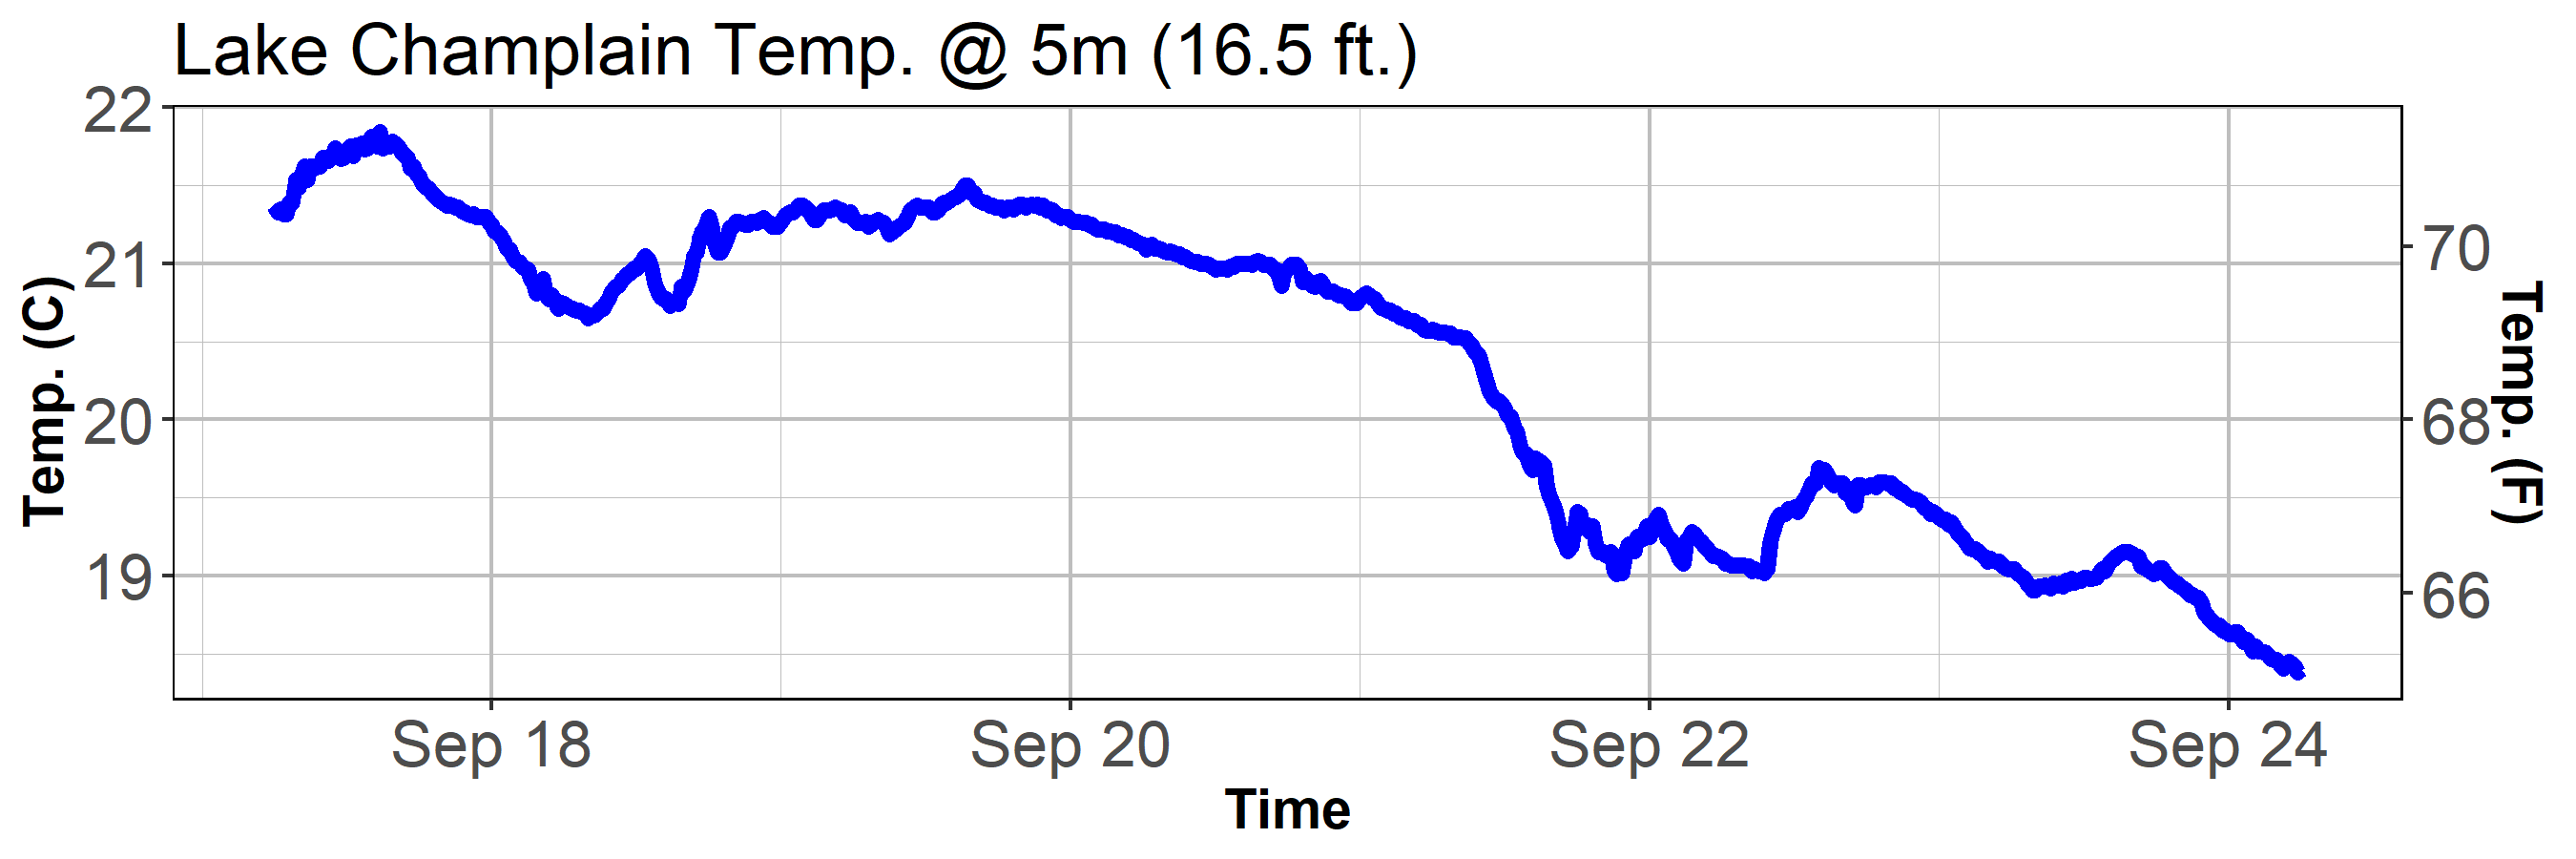 Lake Champlain Temp. @ 5m (16.5 ft.)
22
21
20
19
Temp. (C)
70
68
66
Temp. (F)
Sep 18 Sep 20 Sep 22 Sep 24
Time